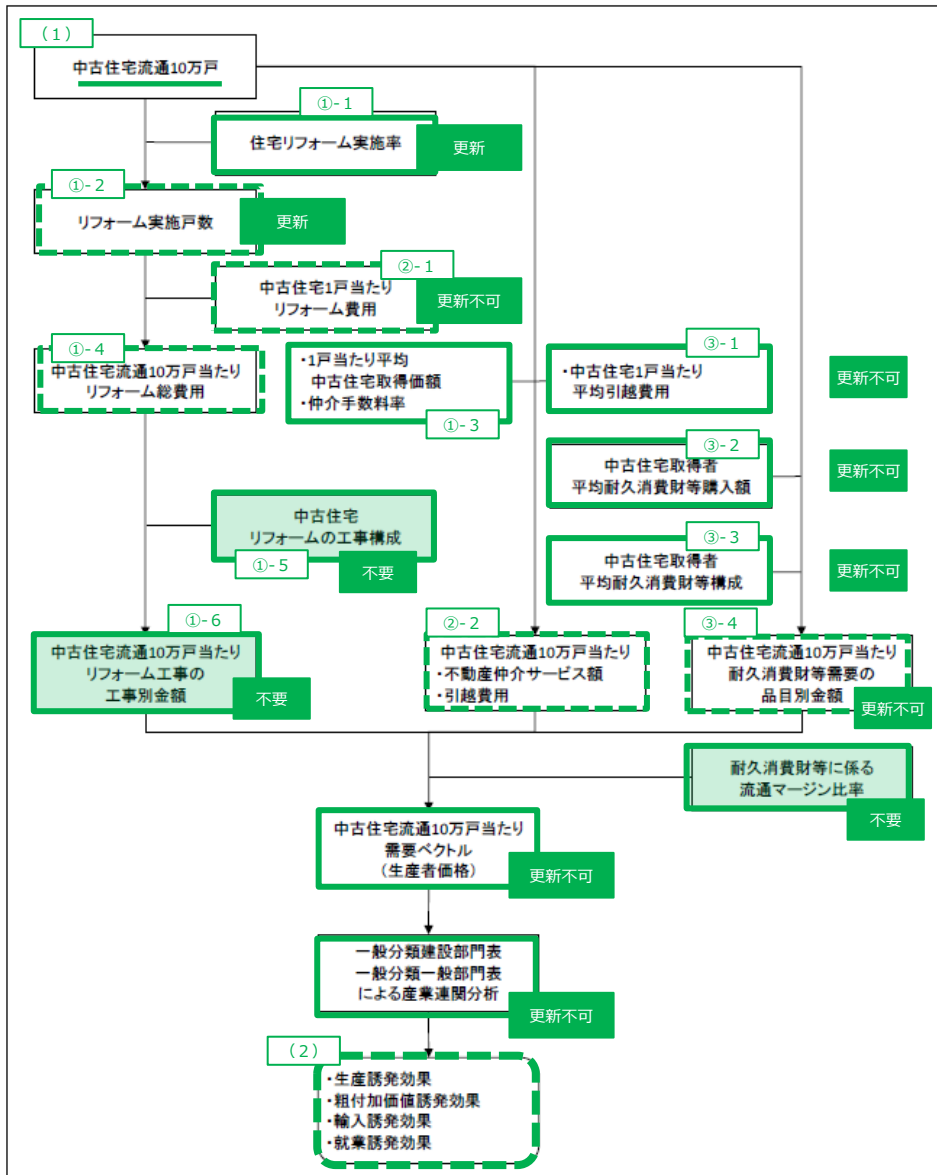 （1）
中古住宅流通10万戸
①-1
住宅リフォーム実施率
更新
①-2
リフォーム実施戸数
更新
②-1
中古住宅1戸当たり
リフォーム費用
更新不可
①-4
中古住宅流通10万戸当たり
リフォーム総費用
・1戸当たり平均
中古住宅取得価額
・仲介手数料率
①-3
③-1
・中古住宅1戸当たり
平均引越費用
更新不可
③-2
中古住宅取得者
平均耐久消費財等購入額
更新不可
中古住宅
リフォームの工事構成
①-5
不要
③-3
中古住宅取得者
平均耐久消費財等構成
更新不可
①-6
中古住宅流通10万戸当たり
リフォーム工事の
工事別金額
不要
②-2
中古住宅流通10万戸当たり
・不動産仲介サービス額
・引越費用
③-4
中古住宅流通10万戸当たり
耐久消費財等需要の
品目別金額
更新不可
耐久消費財等に係る
流通マージン比率
不要
中古住宅流通10万戸当たり
需要ベクトル
（生産者価格）
更新不可
一般分類建設部門表
一般分類一般部門表
による産業連関分析
更新不可
（2）
・生産誘発効果
・粗付加価値誘発効果
・輸入誘発効果
・就業誘発効果